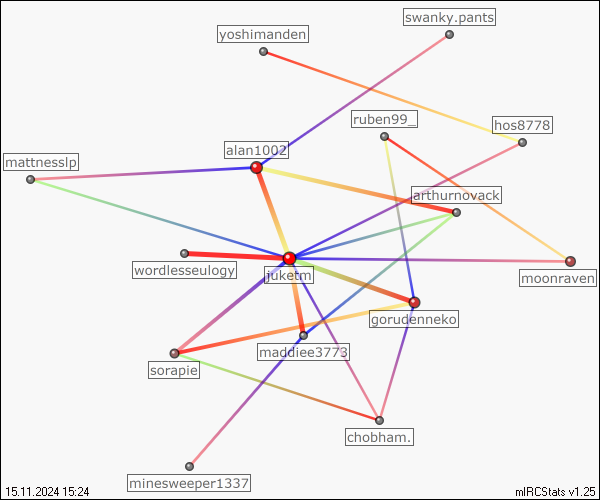 swanky.pants
yoshimanden
ruben99_
hos8778
alan1002
mattnesslp
arthurnovack
wordlesseulogy
juketm
moonraven
gorudenneko
maddiee3773
sorapie
chobham.
minesweeper1337
15.11.2024 15:24
mIRCStats v1.25